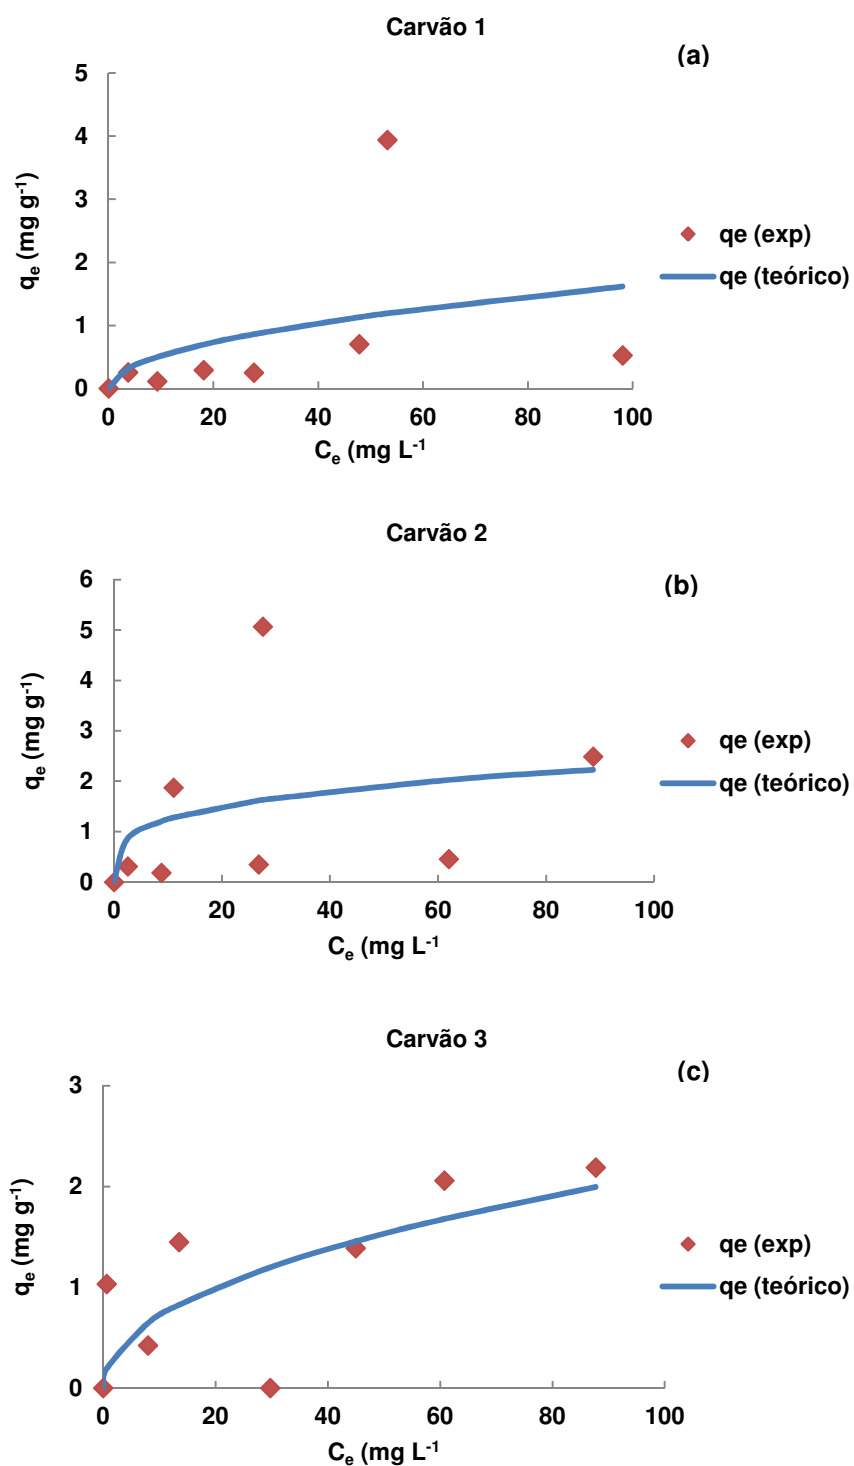 Carvão 1
(a)
5
4
3
2
1
0
qₑ (mg g⁻¹)
0 20 40 60 80 100
Cₑ (mg L⁻¹
qe (exp)
qe (teórico)
Carvão 2
(b)
6
5
4
3
2
1
0
qₑ (mg g⁻¹)
0 20 40 60 80 100
Cₑ (mg L⁻¹
qe (exp)
qe (teórico)
Carvão 3
(c)
3
2
1
0
qₑ (mg g⁻¹)
0 20 40 60 80 100
Cₑ (mg L⁻¹
qe (exp)
qe (teórico)